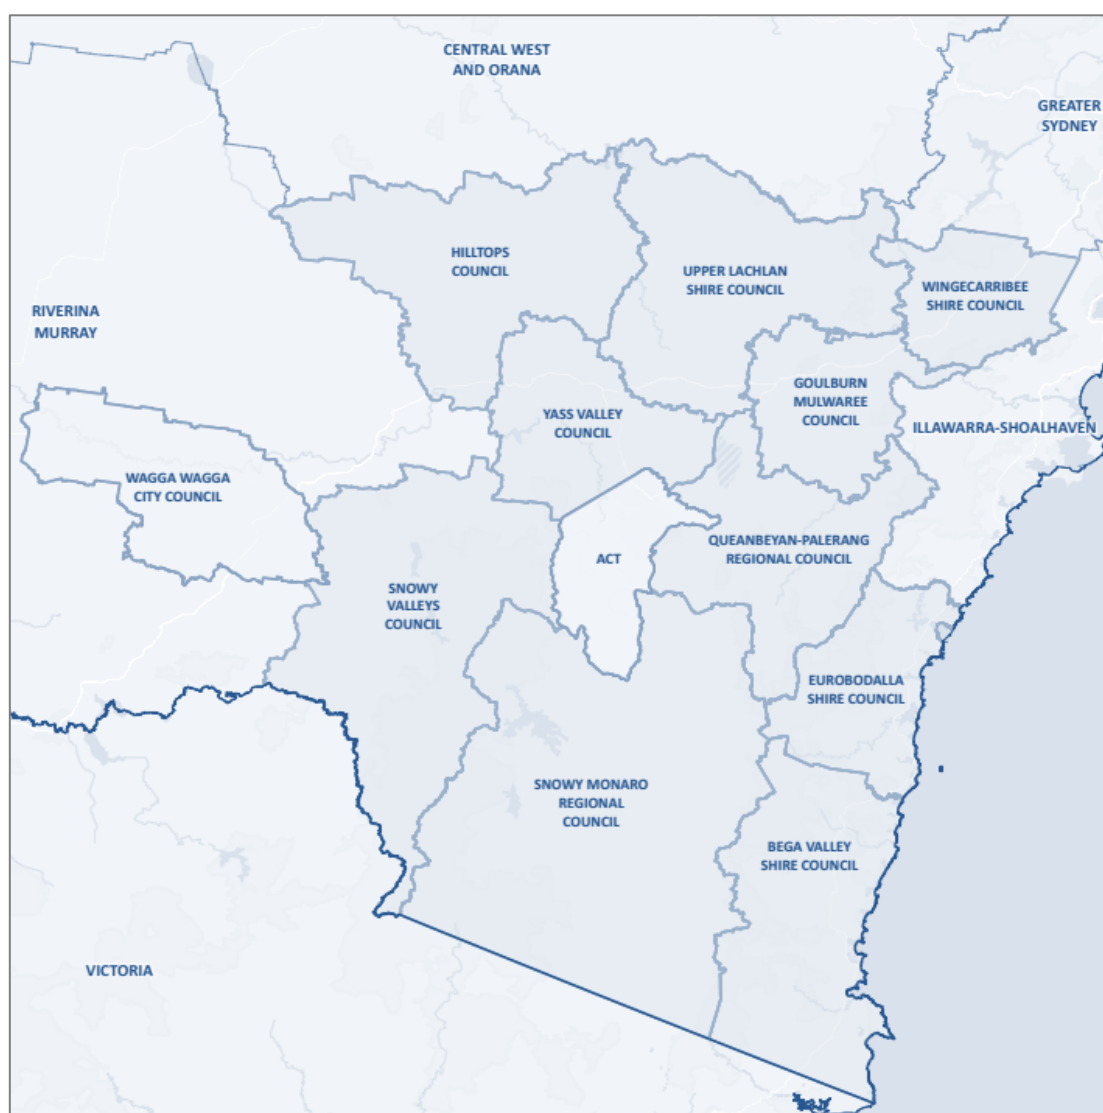 CENTRAL WEST
AND ORANA
GREATER
SYDNEY
HILLTOPS
COUNCIL
UPPER LACHLAN
SHIRE COUNCIL
WINGECARRIBEE
SHIRE COUNCIL
RIVERINA
MURRAY
GOULBURN
MULWAREE
COUNCIL
YASS VALLEY
COUNCIL
ILLAWARRA-SHOALHAVEN
WAGGA WAGGA
CITY COUNCIL
QUEANBEYAN-PALERANG
REGIONAL COUNCIL
ACT
SNOWY
VALLEYS
COUNCIL
EUROBODALLA
SHIRE COUNCIL
SNOWY MONARO
REGIONAL
COUNCIL
BEGA VALLEY
SHIRE COUNCIL
VICTORIA